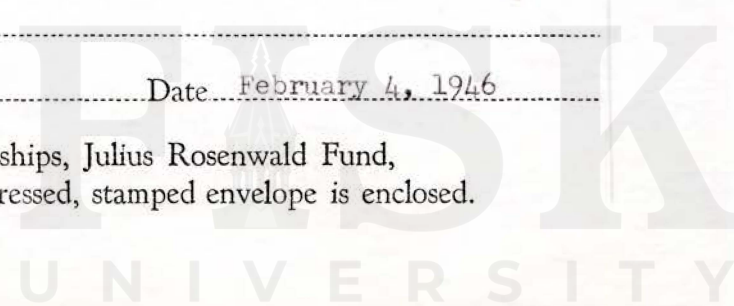 Date February 4, 1946
ships, Julius Rosenwald Fund,
ressed, stamped envelope is enclosed.
FISK
UNIVERSITY